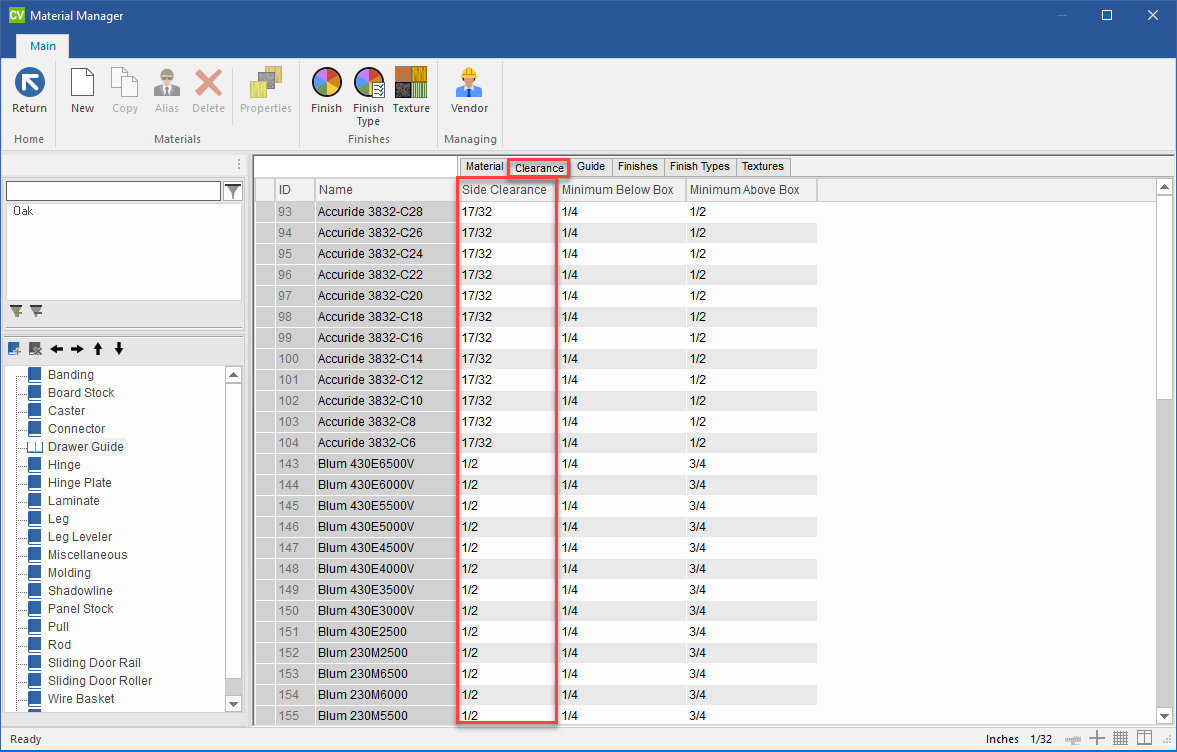 CV Material Manager
Main
Return New Copy Alias Delete Properties Finish Finish Type Texture Vendor
Home Materials Finishes Managing
Material Clearance Guide Finishes Finish Types Textures
Oak
Banding
Board Stock
Caster
Connector
Drawer Guide
Hinge
Hinge Plate
Laminate
Leg
Leg Leveler
Miscellaneous
Molding
Shadowline
Panel Stock
Pull
Rod
Sliding Door Rail
Sliding Door Roller
Wire Basket
ID Name Side Clearance Minimum Below Box Minimum Above Box
93 Accuride 3832-C28 17/32 1/4 1/2
94 Accuride 3832-C26 17/32 1/4 1/2
95 Accuride 3832-C24 17/32 1/4 1/2
96 Accuride 3832-C22 17/32 1/4 1/2
97 Accuride 3832-C20 17/32 1/4 1/2
98 Accuride 3832-C18 17/32 1/4 1/2
99 Accuride 3832-C16 17/32 1/4 1/2
100 Accuride 3832-C14 17/32 1/4 1/2
101 Accuride 3832-C12 17/32 1/4 1/2
102 Accuride 3832-C10 17/32 1/4 1/2
103 Accuride 3832-C8 17/32 1/4 1/2
104 Accuride 3832-C6 17/32 1/4 1/2
143 Blum 430E6500V 1/2 1/4 3/4
144 Blum 430E6000V 1/2 1/4 3/4
145 Blum 430E5500V 1/2 1/4 3/4
146 Blum 430E5000V 1/2 1/4 3/4
147 Blum 430E4500V 1/2 1/4 3/4
148 Blum 430E4000V 1/2 1/4 3/4
149 Blum 430E3500V 1/2 1/4 3/4
150 Blum 430E3000V 1/2 1/4 3/4
151 Blum 430E2500 1/2 1/4 3/4
152 Blum 230M2500 1/2 1/4 3/4
153 Blum 230M6500 1/2 1/4 3/4
154 Blum 230M6000 1/2 1/4 3/4
155 Blum 230M5500 1/2 1/4 3/4
Ready Inches 1/32